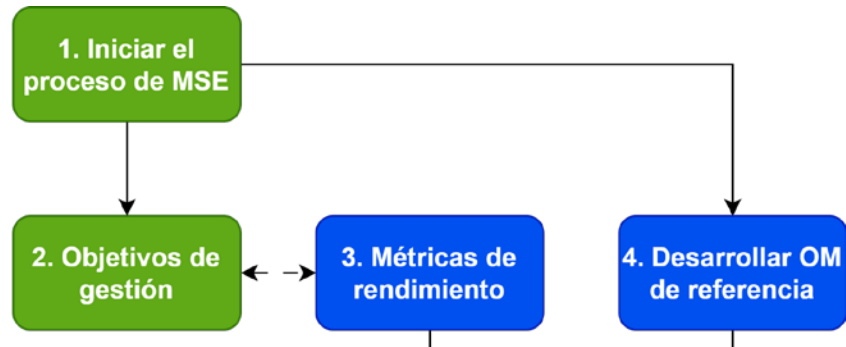 1. Iniciar el
proceso de MSE
2. Objetivos de
gestión
3. Métricas de
rendimiento
4. Desarrollar OM
de referencia